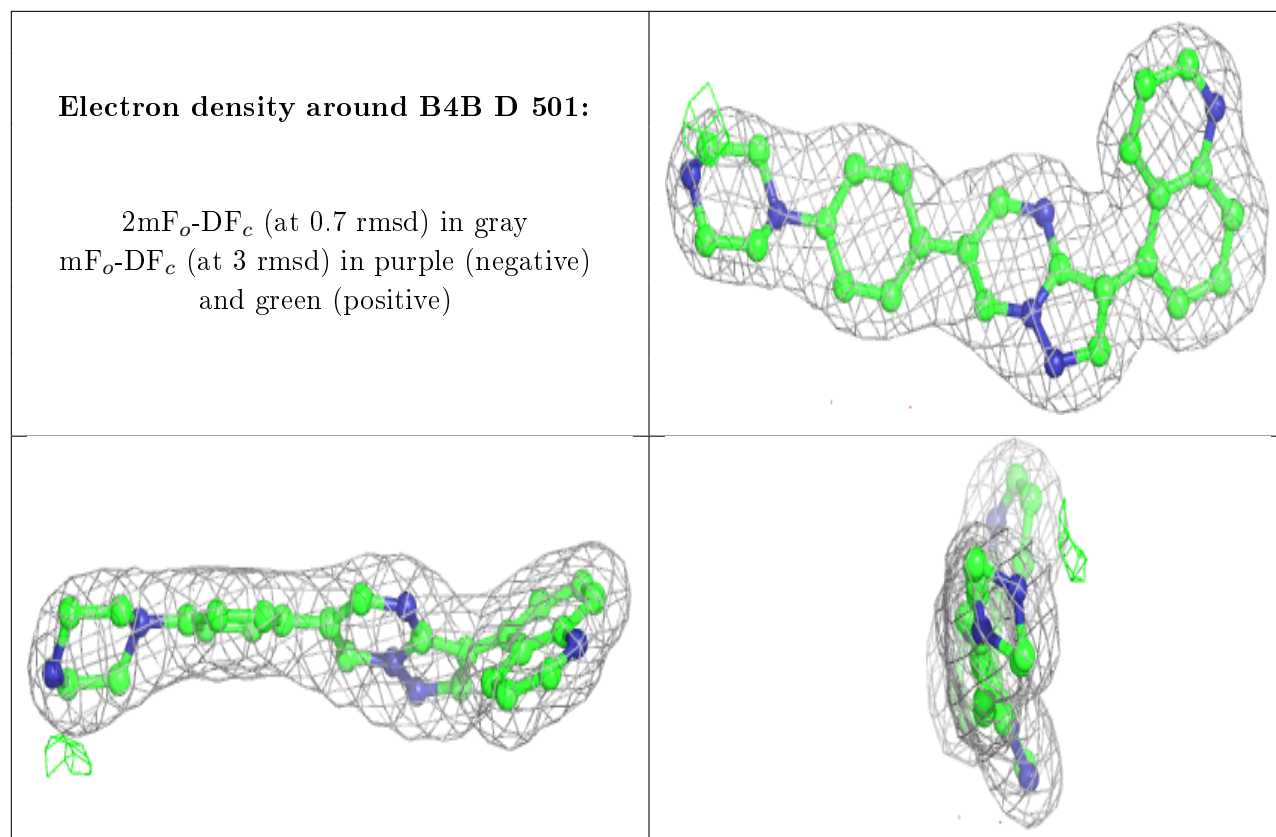 Electron density around B4B D 501:
2mFo-DFc (at 0.7 rmsd) in gray
mFo-DFc (at 3 rmsd) in purple (negative)
and green (positive)